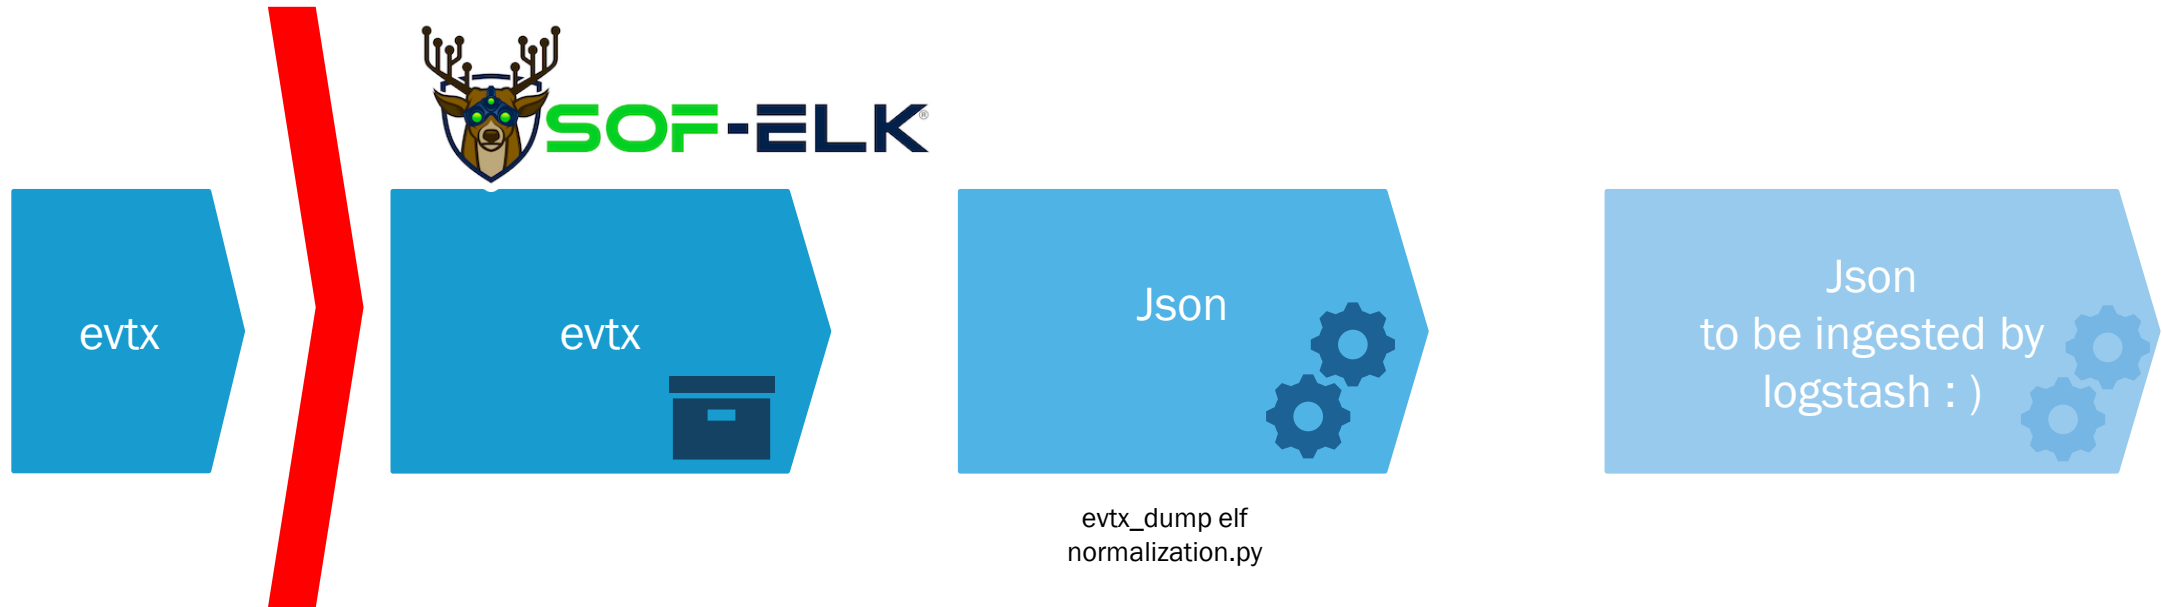 SOF-ELK®
evtx
evtx
Json
Json
to be ingested by
logstash : )
evtx_dump elf
normalization.py